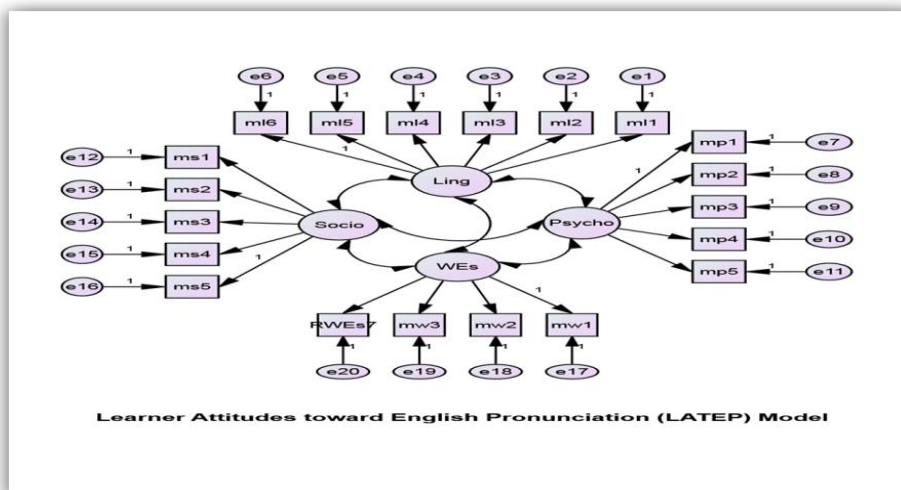 e6 e5 e4 e3 e2 e1
1 1 1 1 1 1
ml6 ml5 ml4 ml3 ml2 ml1
e12 1 ms1
1
mp1 1 e7
e13 1 ms2
Ling
1
mp2 1 e8
e14 1 ms3
Socio
Psycho
mp3 1 e9
e15 1 ms4
WEs
mp4 1 e10
e16 1 ms5
1
mp5 1 e11
1
RWEs7 mw3 mw2 mw1
1 1 1 1
e20 e19 e18 e17
Learner Attitudes toward English Pronunciation (LATEP) Model